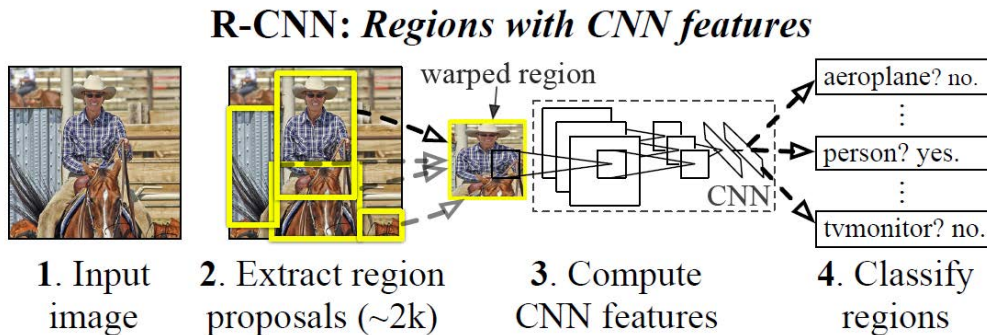 R-CNN: Regions with CNN features
warped region
aeroplane? no.
person? yes.
CNN
tvmonitor? no.
1. Input
image
2. Extract region
proposals (~2k)
3. Compute
CNN features
4. Classify
regions